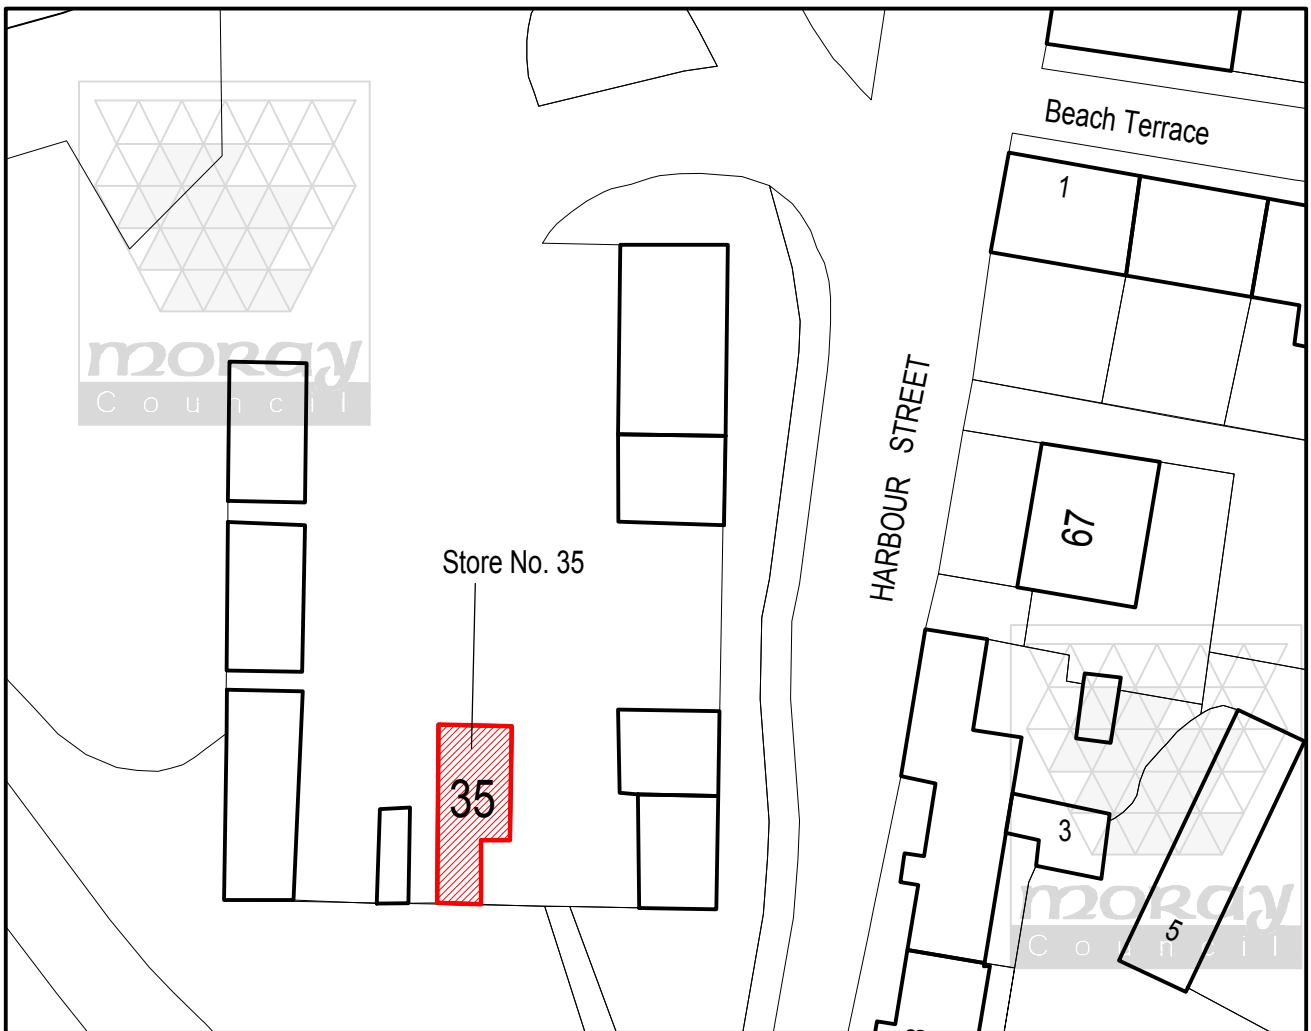 Beach Terrace
1
moray
Council
HARBOUR STREET
67
Store No. 35
35
3
moray
Council
5